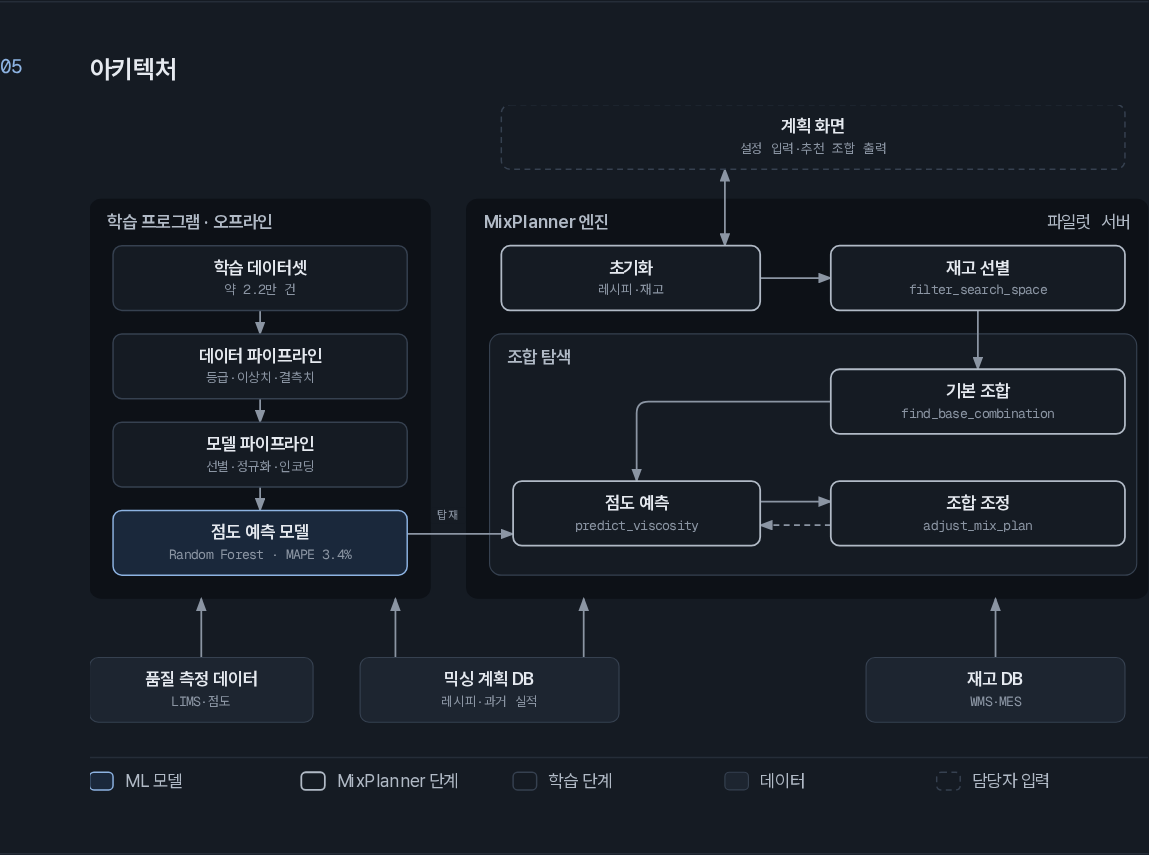 05
아키텍처
계획 화면
설정 입력·추천 조합 출력
학습 프로그램 · 오프라인
학습 데이터셋
약 2.2만 건
데이터 파이프라인
등급·이상치·결측치
모델 파이프라인
선별·정규화·인코딩
점도 예측 모델
Random Forest · MAPE 3.4%
탑재
MixPlanner 엔진
파일럿 서버
초기화
레시피·재고
재고 선별
filter_search_space
조합 탐색
기본 조합
find_base_combination
점도 예측
predict_viscosity
조합 조정
adjust_mix_plan
품질 측정 데이터
LIMS·점도
믹싱 계획 DB
레시피·과거 실적
재고 DB
WMS·MES
ML 모델
MixPlanner 단계
학습 단계
데이터
담당자 입력